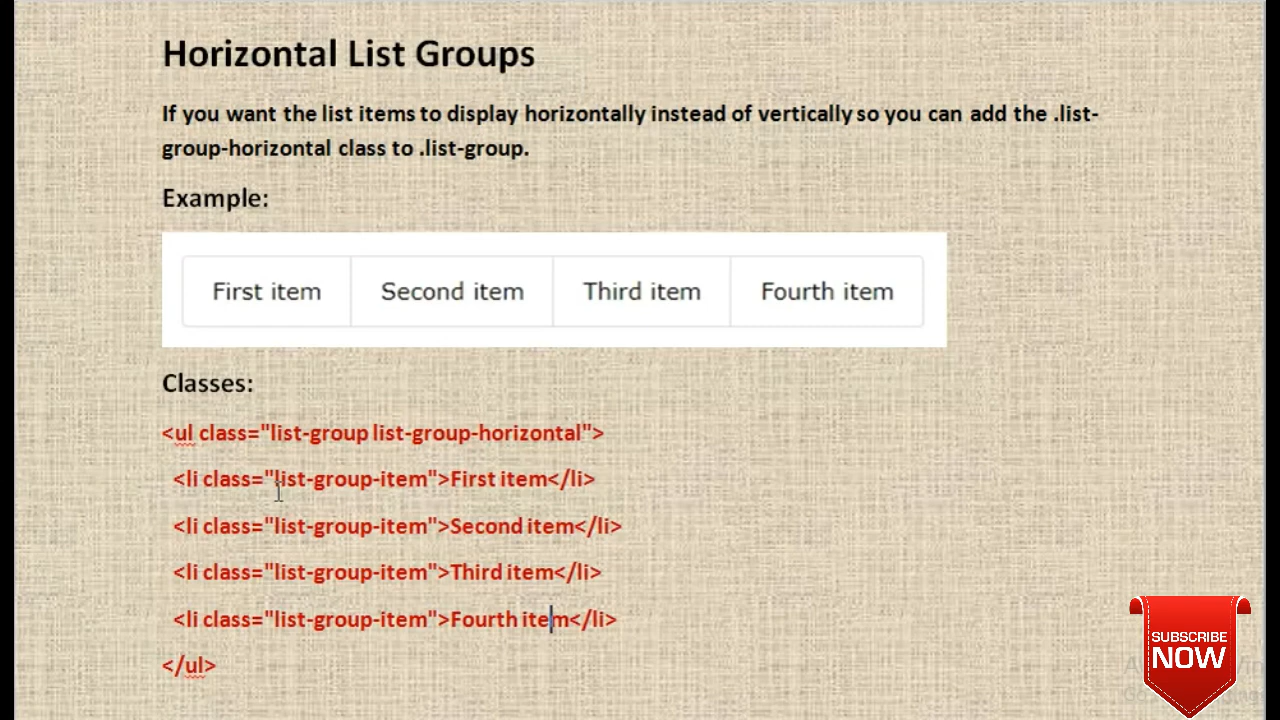 Horizontal List Groups
If you want the list items to display horizontally instead of vertically so you can add the .list-
group-horizontal class to .list-group.
Example:
First item Second item Third item Fourth item
Classes:
<ul class="list-group list-group-horizontal">
<li class="list-group-item">First item</li>
<li class="list-group-item">Second item</li>
<li class="list-group-item">Third item</li>
<li class="list-group-item">Fourth item</li>
</ul>
SUBSCRIBE
NOW